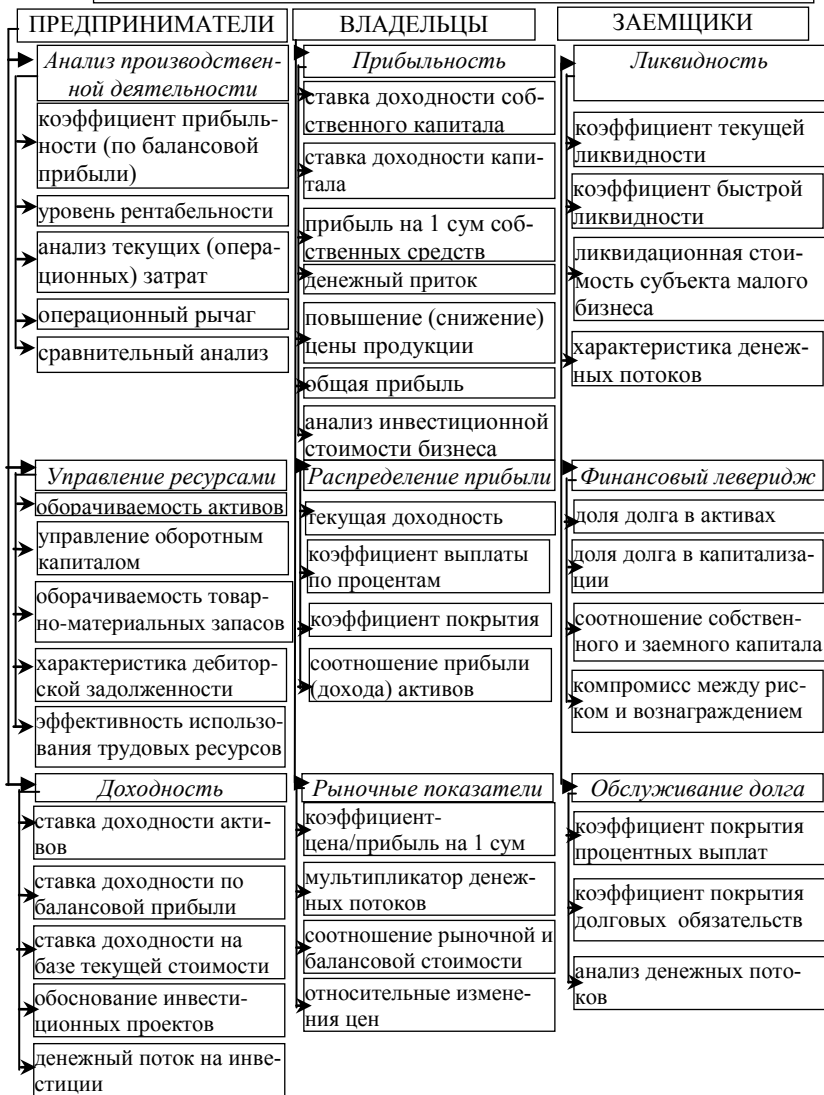 ПРЕДПРИНИМАТЕЛИ
Анализ производствен-
ной деятельности
коэффициент прибыль-
ности (по балансовой
прибыли)
уровень рентабельности
анализ текущих (опера-
ционных) затрат
операционный рычаг
сравнительный анализ
Управление ресурсами
оборачиваемость активов
управление оборотным
капиталом
оборачиваемость товар-
но-материальных запасов
характеристика дебитор-
ской задолженности
эффективность использо-
вания трудовых ресурсов
Доходность
ставка доходности акти-
вов
ставка доходности по
балансовой прибыли
ставка доходности на
базе текущей стоимости
обоснование инвести-
ционных проектов
денежный поток на инве-
стиции
ВЛАДЕЛЬЦЫ
Прибыльность
ставка доходности соб-
ственного капитала
ставка доходности капи-
тала
прибыль на 1 сум соб-
ственных средств
денежный приток
повышение (снижение)
цены продукции
общая прибыль
анализ инвестиционной
стоимости бизнеса
Распределение прибыли
текущая доходность
коэффициент выплаты
по процентам
коэффициент покрытия
соотношение прибыли
(дохода) активов
Рыночные показатели
коэффициент-
цена/прибыль на 1 сум
мультипликатор денеж-
ных потоков
соотношение рыночной и
балансовой стоимости
относительные измене-
ния цен
ЗАЕМЩИКИ
Ликвидность
коэффициент текущей
ликвидности
коэффициент быстрой
ликвидности
ликвидационная стои-
мость субъекта малого
бизнеса
характеристика денеж-
ных потоков
Финансовый леверидж
доля долга в активах
доля долга в капитализа-
ции
соотношение собствен-
ного и заемного капитала
компромисс между рис-
ком и вознаграждением
Обслуживание долга
коэффициент покрытия
процентных выплат
коэффициент покрытия
долговых обязательств
анализ денежных пото-
ков